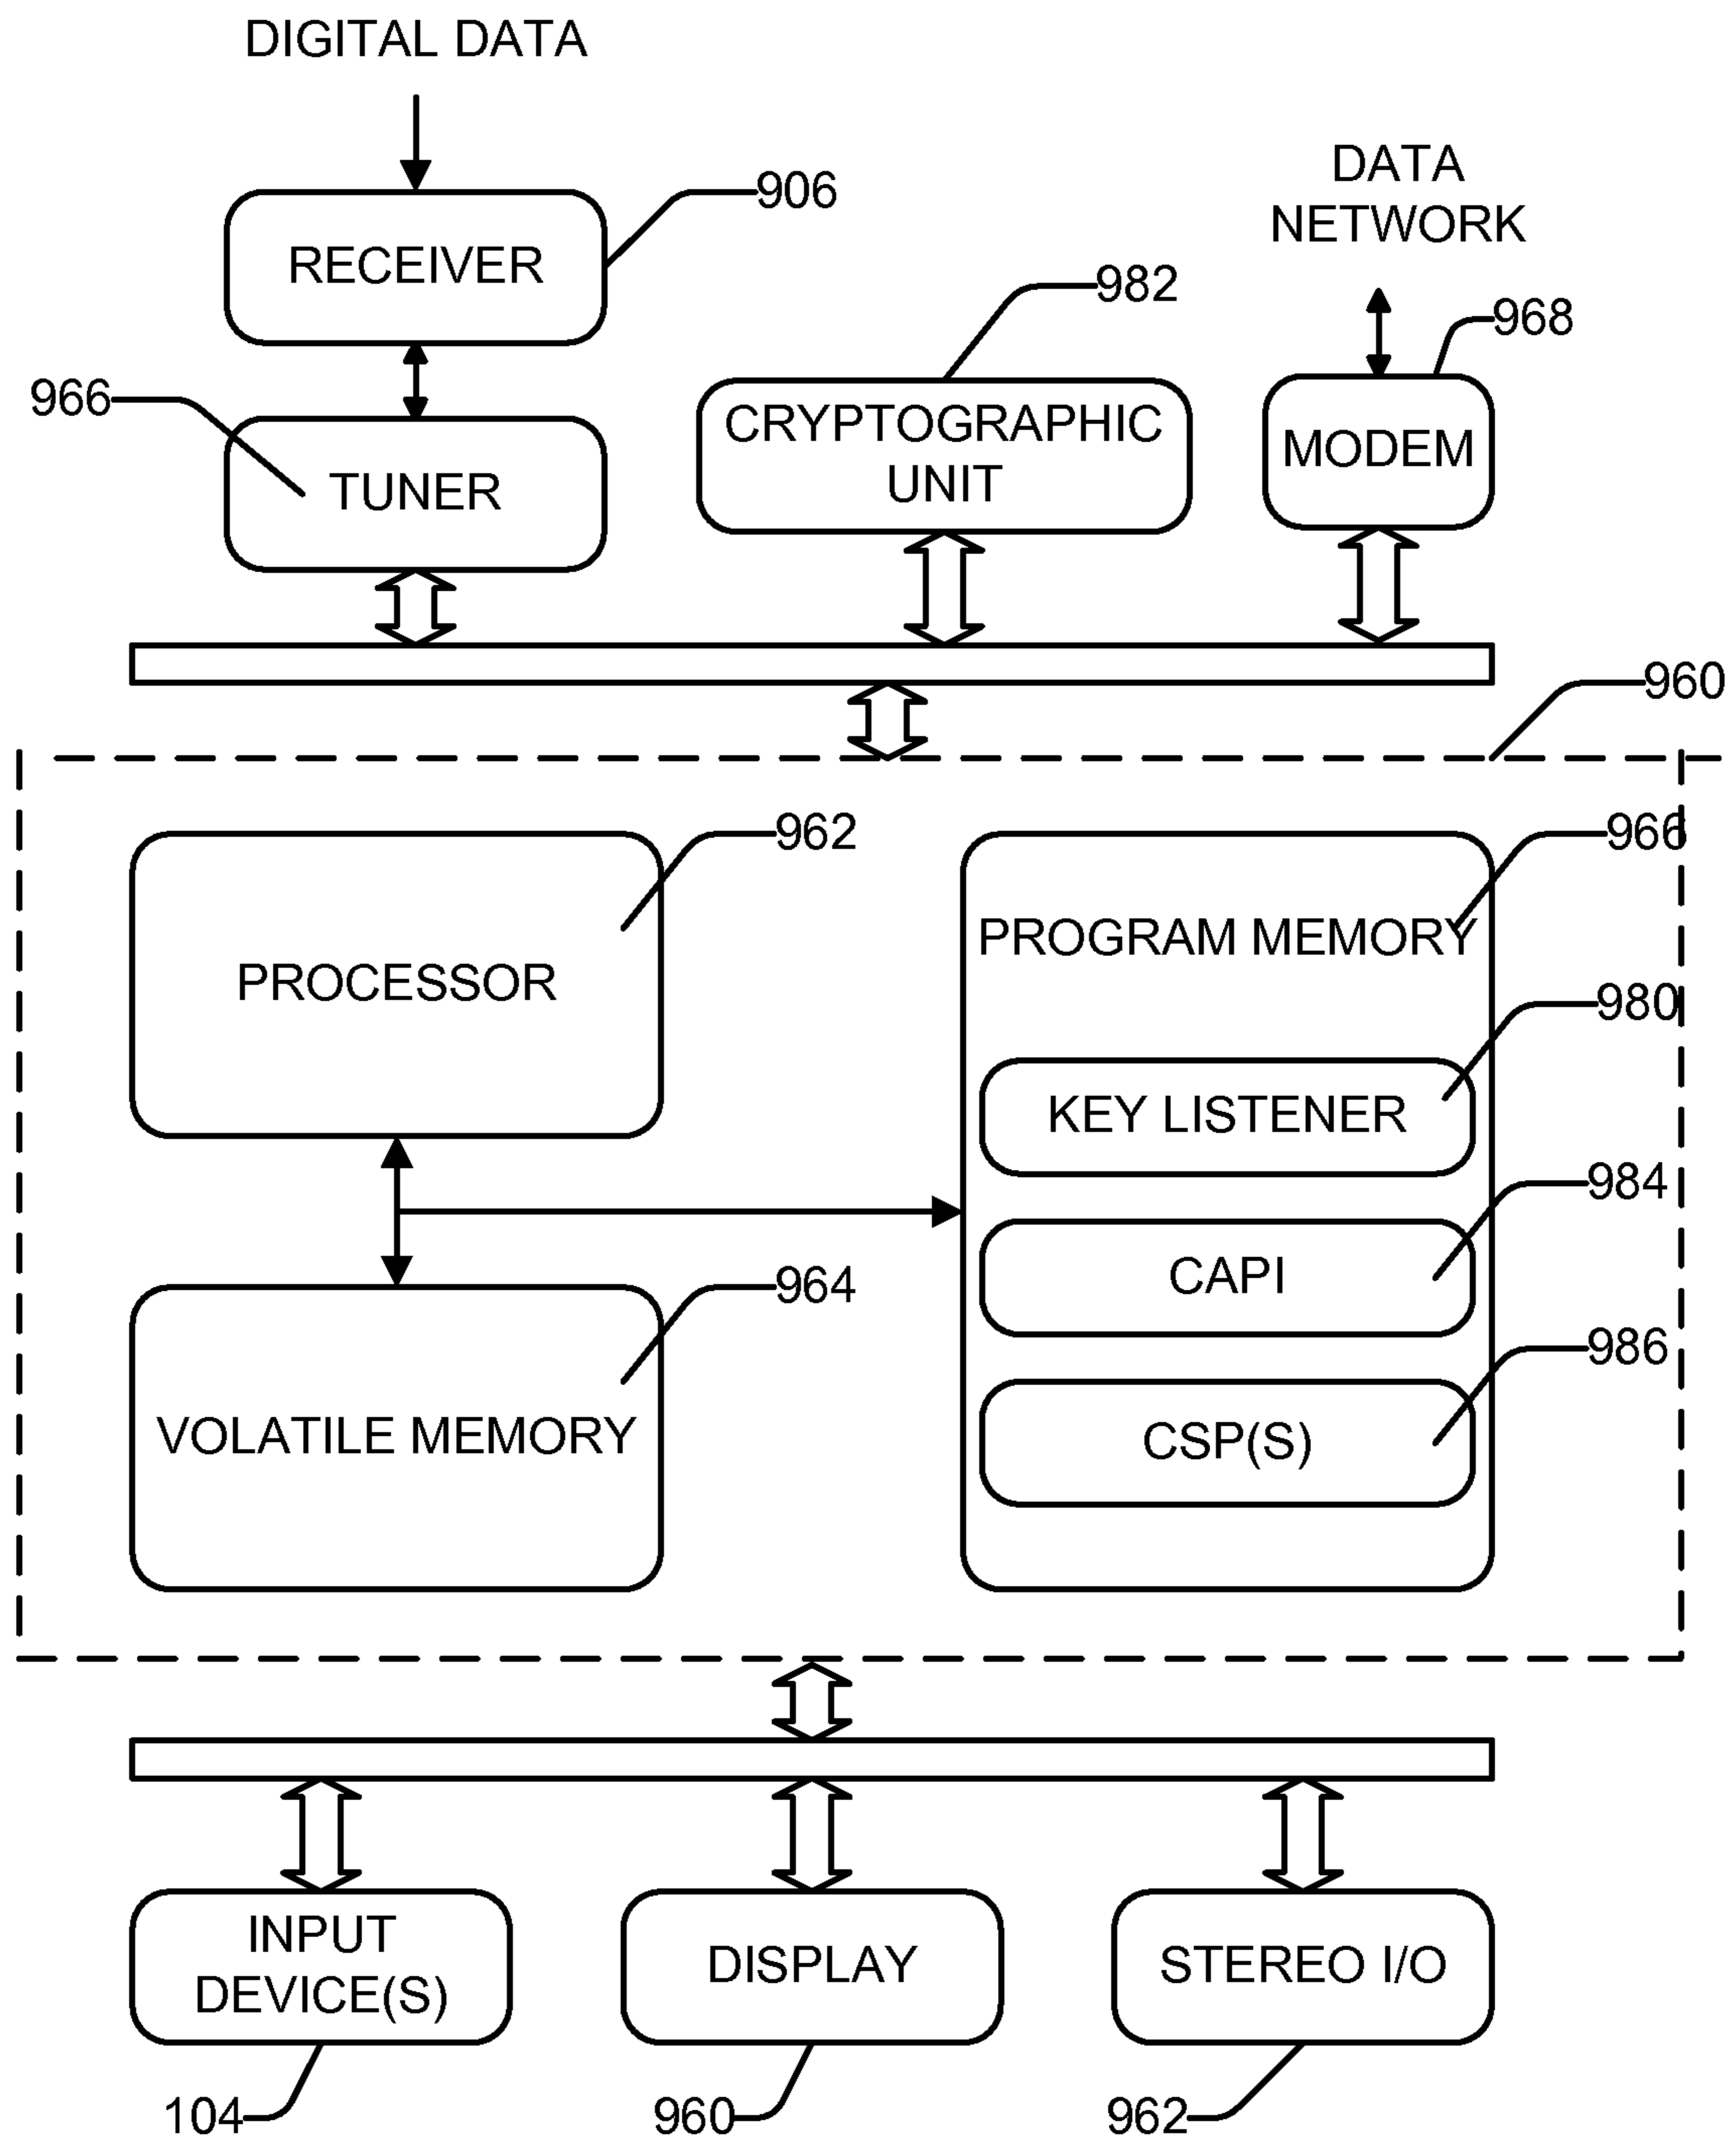 DIGITAL DATA
906
RECEIVER
DATA
NETWORK
982
968
966
TUNER
CRYPTOGRAPHIC
UNIT
MODEM
960
962
PROCESSOR
966
PROGRAM MEMORY
980
KEY LISTENER
984
CAPI
964
VOLATILE MEMORY
986
CSP(S)
INPUT
DEVICE(S)
DISPLAY
STEREO I/O
104
960
962